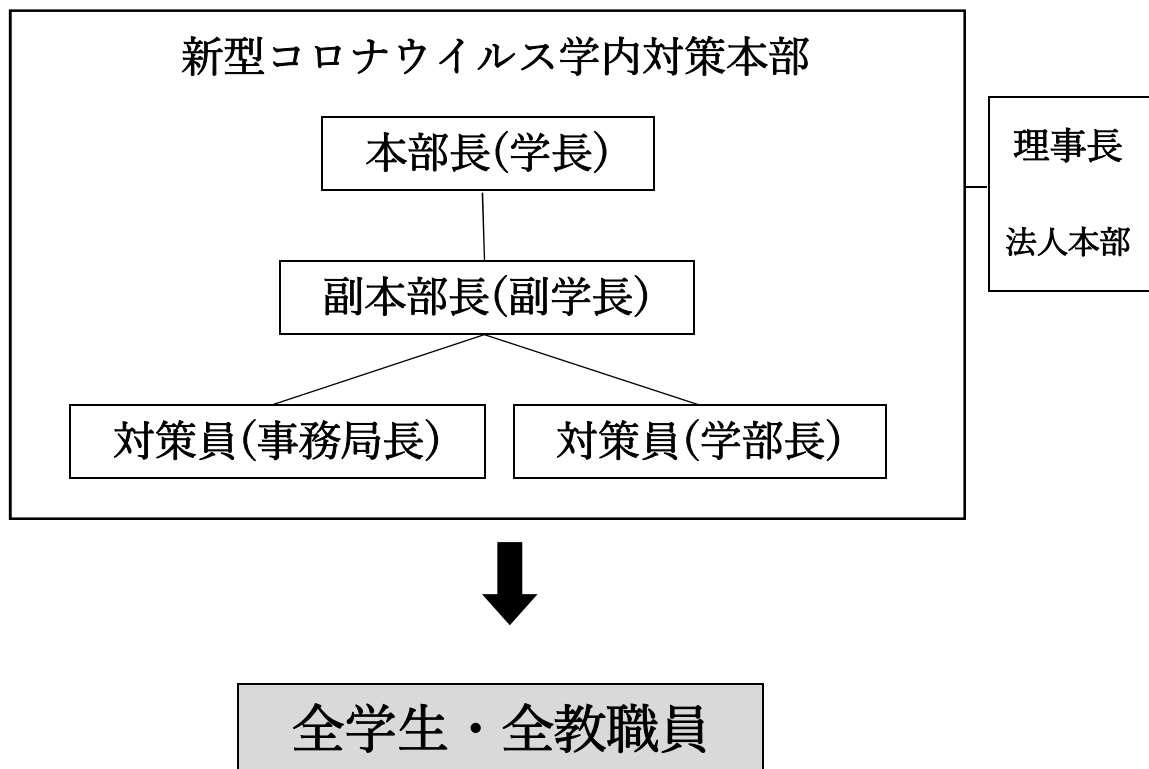 新型コロナウイルス学内対策本部
本部長(学長)
理事長
法人本部
副本部長(副学長)
対策員(事務局長)
対策員(学部長)
全学生・全教職員